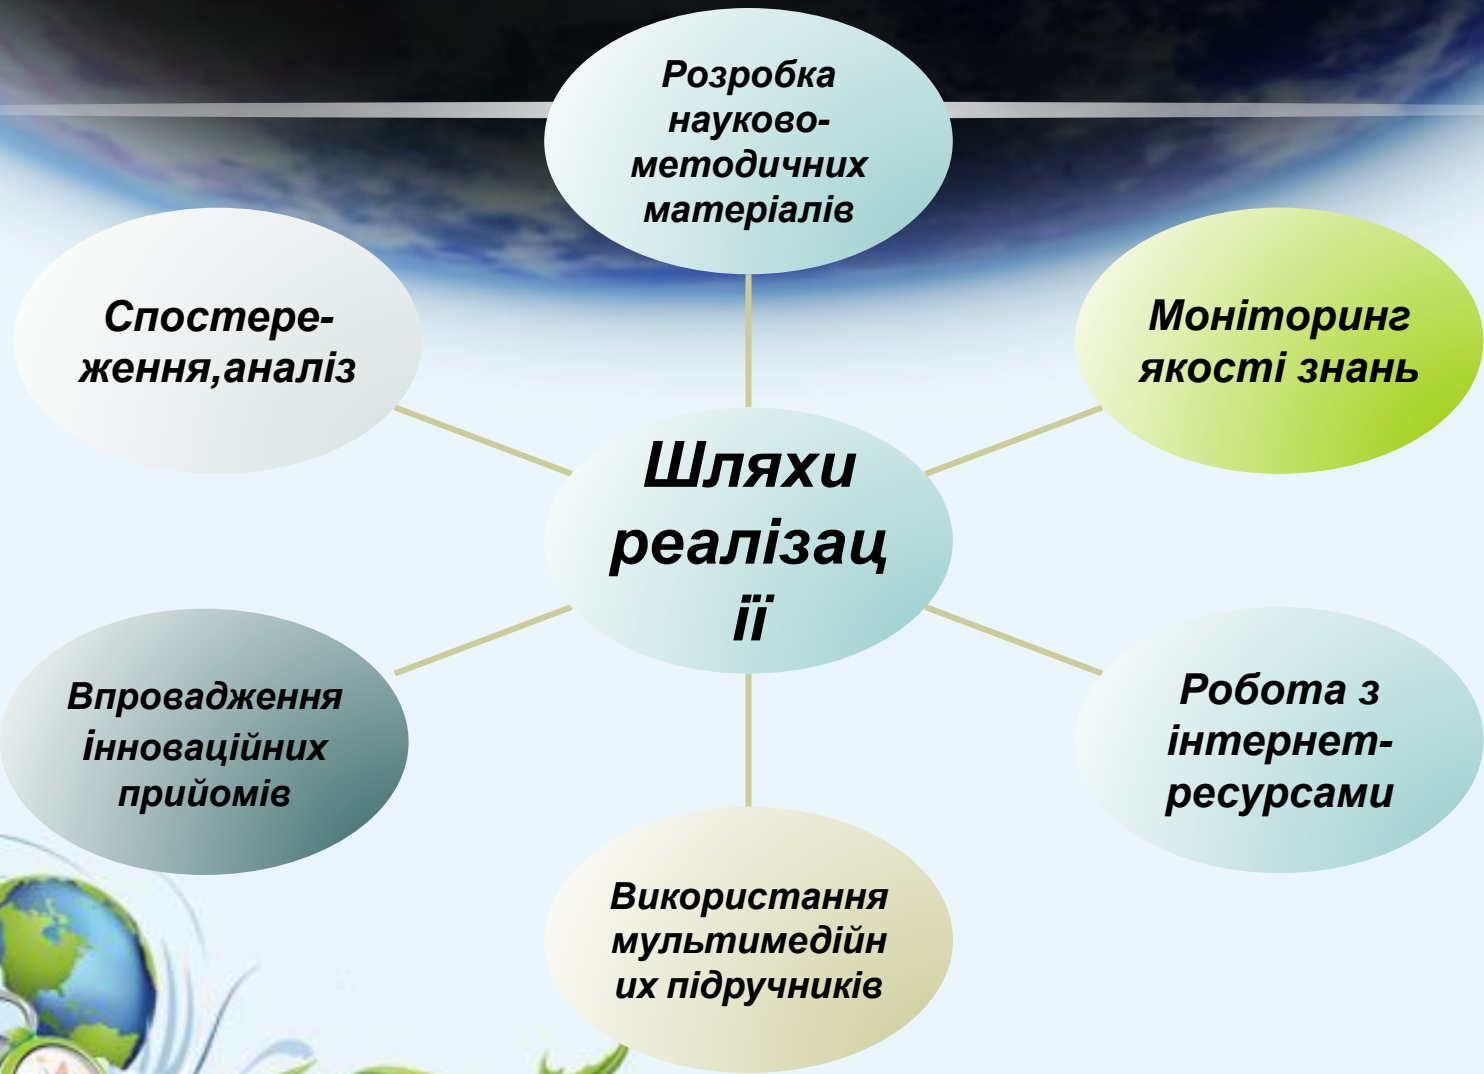 Розробка
науково-
методичних
матеріалів
Спостере-
ження,аналіз
Моніторинг
якості знань
Шляхи
реалізац
ії
Впровадження
інноваційних
прийомів
Робота з
інтернет-
ресурсами
Використання
мультимедійн
их підручників